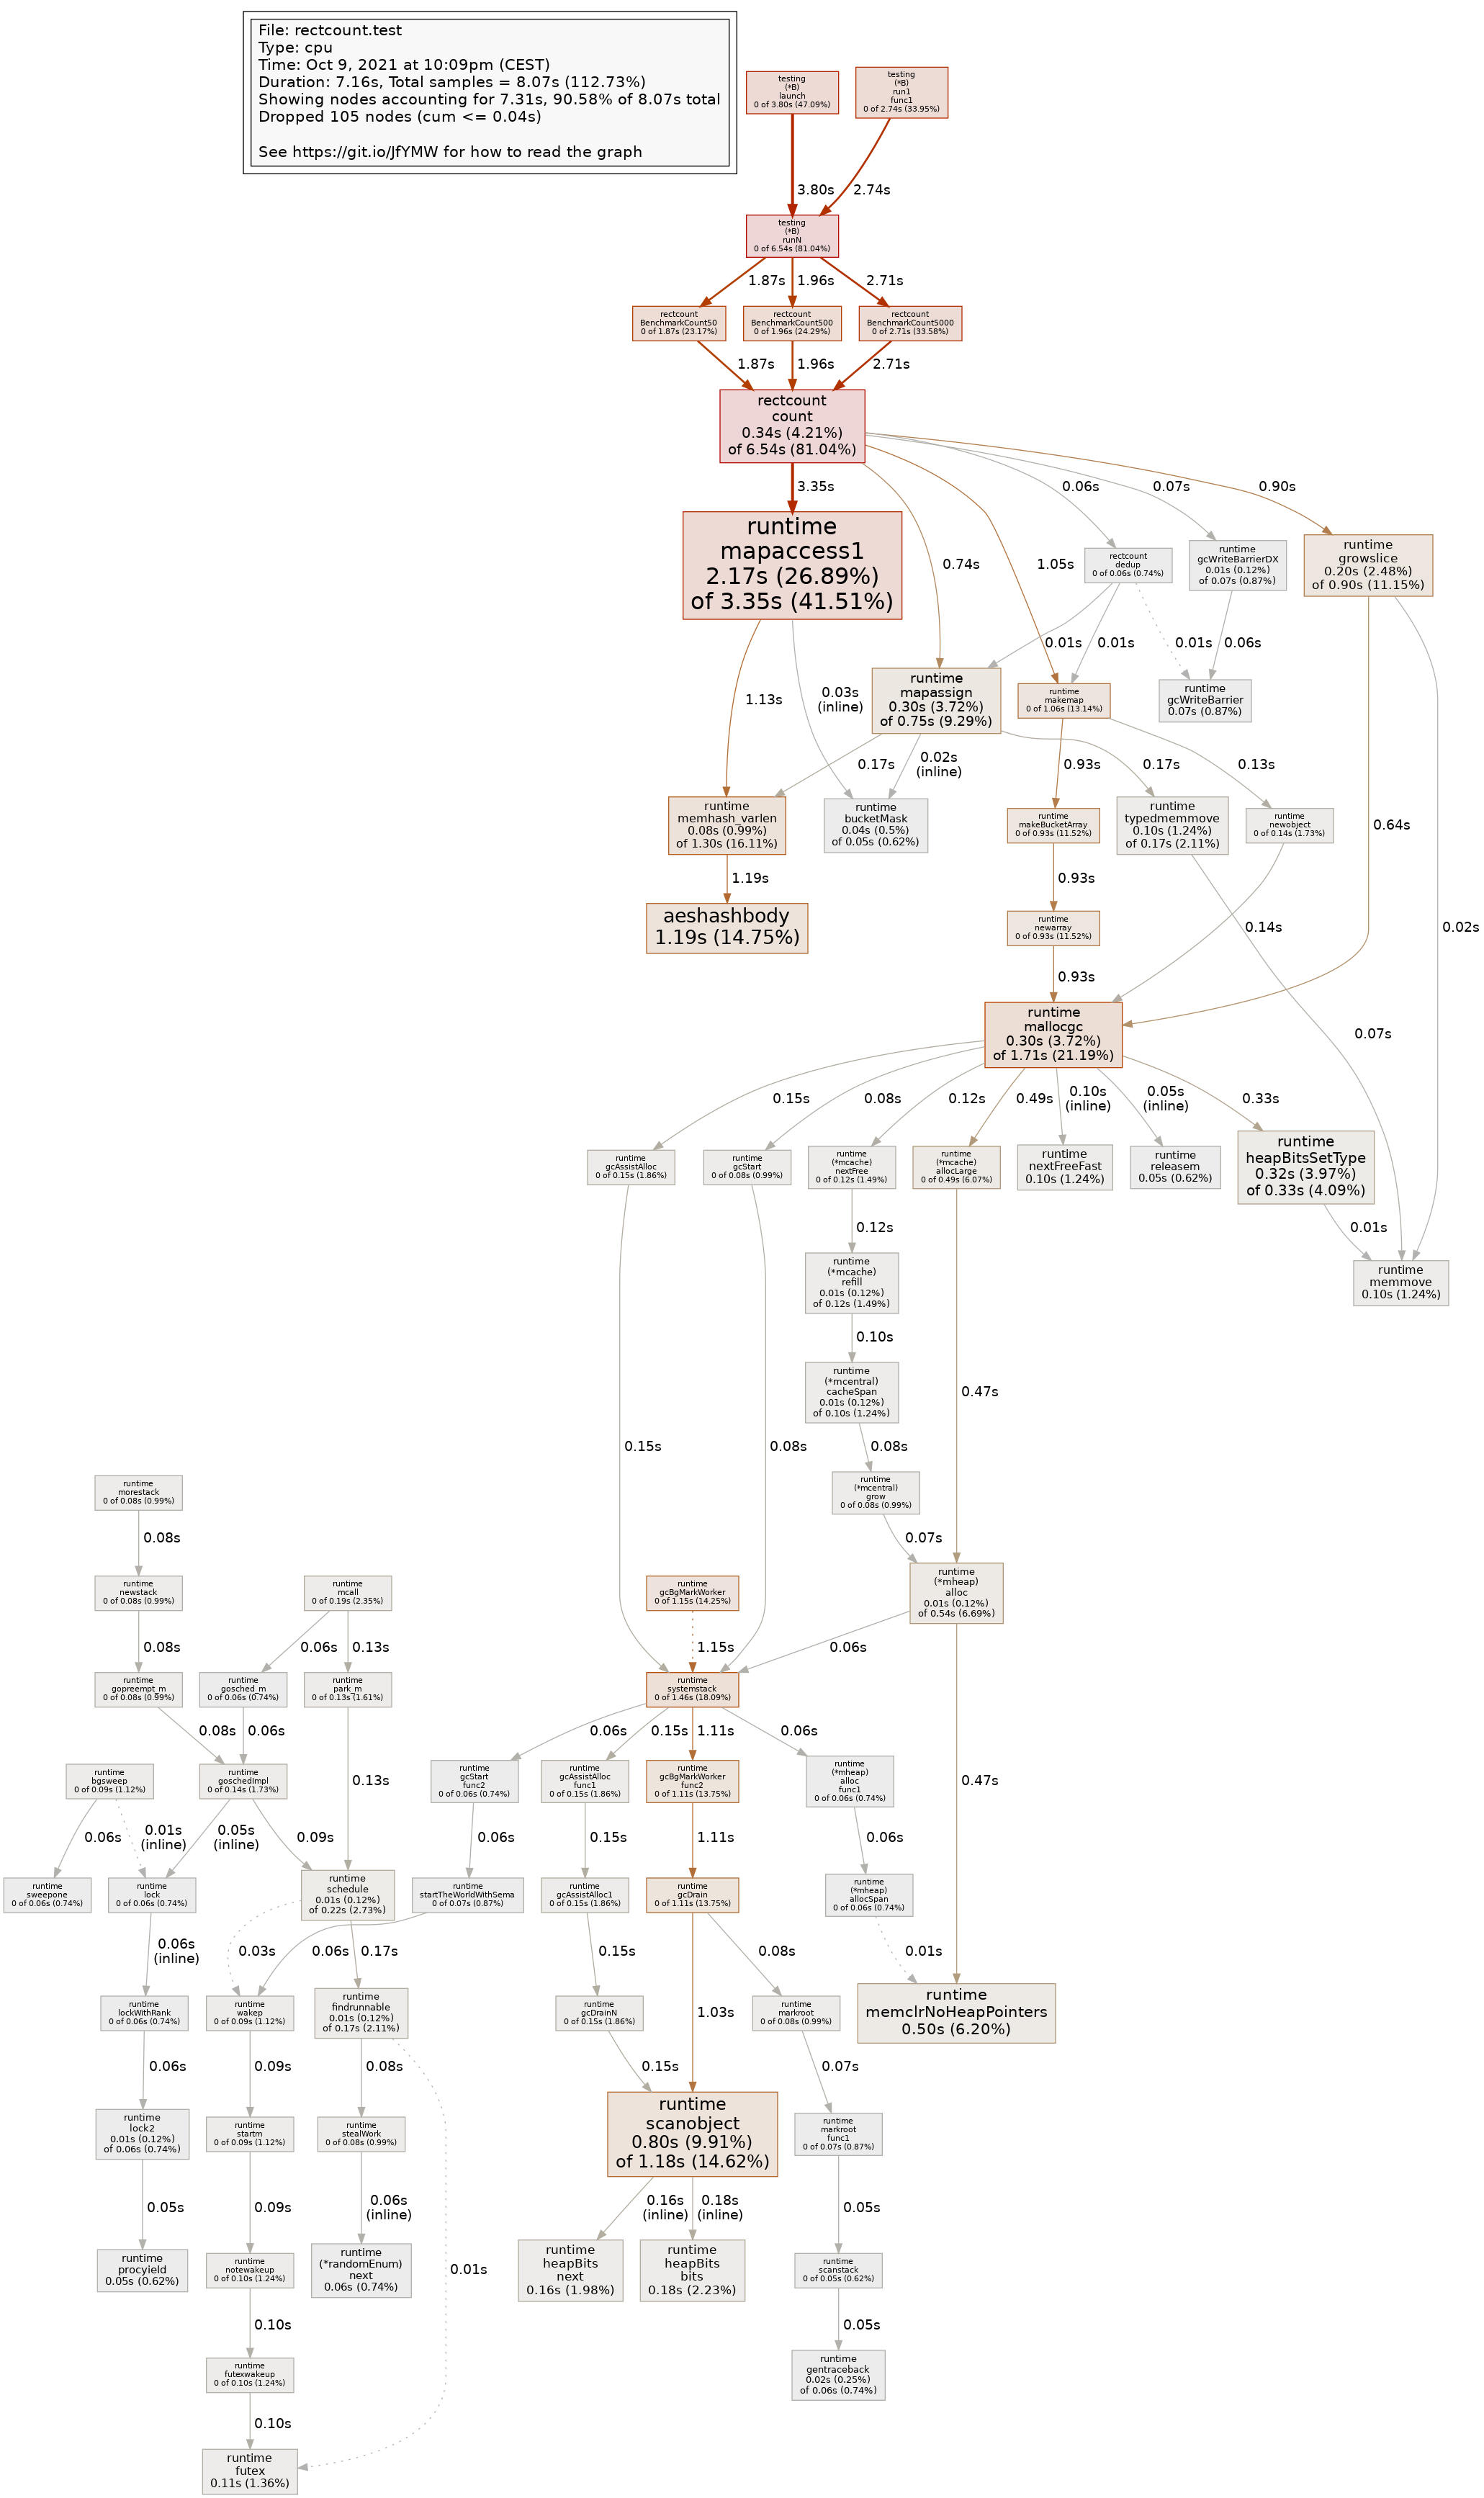 File: rectcount.test
Type: cpu
Time: Oct 9, 2021 at 10:09pm (CEST)
Duration: 7.16s, Total samples = 8.07s (112.73%)
Showing nodes accounting for 7.31s, 90.58% of 8.07s total
Dropped 105 nodes (cum <= 0.04s)
See https://git.io/JfYMW for how to read the graph
testing
(*B)
launch
0 of 3.80s (47.09%)
testing
(*B)
run1
func1
0 of 2.74s (33.95%)
3.80s
2.74s
testing
(*B)
runN
0 of 6.54s (81.04%)
1.87s
1.96s
2.71s
rectcount
BenchmarkCount50
0 of 1.87s (23.17%)
rectcount
BenchmarkCount500
0 of 1.96s (24.29%)
rectcount
BenchmarkCount5000
0 of 2.71s (33.58%)
1.87s
1.96s
2.71s
rectcount
count
0.34s (4.21%)
of 6.54s (81.04%)
3.35s
0.74s
1.05s
0.06s
0.07s
0.90s
runtime
mapaccess1
2.17s (26.89%)
of 3.35s (41.51%)
rectcount
dedup
0 of 0.06s (0.74%)
runtime
gcWriteBarrierDX
0.01s (0.12%)
of 0.07s (0.87%)
runtime
growslice
0.20s (2.48%)
of 0.90s (11.15%)
1.13s
0.03s
(inline)
0.01s
0.01s
0.01s
0.06s
0.64s
0.02s
runtime
mapassign
0.30s (3.72%)
of 0.75s (9.29%)
runtime
makemap
0 of 1.06s (13.14%)
runtime
gcWriteBarrier
0.07s (0.87%)
0.17s
0.02s
(inline)
0.17s
0.93s
0.13s
runtime
memhash_varlen
0.08s (0.99%)
of 1.30s (16.11%)
runtime
bucketMask
0.04s (0.5%)
of 0.05s (0.62%)
runtime
makeBucketArray
0 of 0.93s (11.52%)
runtime
typedmemmove
0.10s (1.24%)
of 0.17s (2.11%)
runtime
newobject
0 of 0.14s (1.73%)
1.19s
0.93s
0.14s
0.07s
aeshashbody
1.19s (14.75%)
runtime
newarray
0 of 0.93s (11.52%)
0.93s
runtime
mallocgc
0.30s (3.72%)
of 1.71s (21.19%)
0.15s
0.08s
0.12s
0.49s
0.10s
(inline)
0.05s
(inline)
0.33s
runtime
gcAssistAlloc
0 of 0.15s (1.86%)
runtime
gcStart
0 of 0.08s (0.99%)
runtime
(*mcache)
nextFree
0 of 0.12s (1.49%)
runtime
(*mcache)
allocLarge
0 of 0.49s (6.07%)
runtime
nextFreeFast
0.10s (1.24%)
runtime
releasem
0.05s (0.62%)
runtime
heapBitsSetType
0.32s (3.97%)
of 0.33s (4.09%)
0.12s
0.01s
runtime
(*mcache)
refill
0.01s (0.12%)
of 0.12s (1.49%)
runtime
memmove
0.10s (1.24%)
0.10s
runtime
(*mcentral)
cacheSpan
0.01s (0.12%)
of 0.10s (1.24%)
0.47s
0.15s
0.08s
0.08s
runtime
morestack
0 of 0.08s (0.99%)
runtime
(*mcentral)
grow
0 of 0.08s (0.99%)
0.08s
0.07s
runtime
newstack
0 of 0.08s (0.99%)
runtime
mcall
0 of 0.19s (2.35%)
runtime
gcBgMarkWorker
0 of 1.15s (14.25%)
runtime
(*mheap)
alloc
0.01s (0.12%)
of 0.54s (6.69%)
0.08s
0.06s
0.13s
1.15s
0.06s
runtime
gopreempt_m
0 of 0.08s (0.99%)
runtime
gosched_m
0 of 0.06s (0.74%)
runtime
park_m
0 of 0.13s (1.61%)
runtime
systemstack
0 of 1.46s (18.09%)
0.08s
0.06s
0.06s
0.15s
1.11s
0.06s
runtime
bgsweep
0 of 0.09s (1.12%)
runtime
goschedImpl
0 of 0.14s (1.73%)
0.13s
runtime
gcStart
func2
0 of 0.06s (0.74%)
runtime
gcAssistAlloc
func1
0 of 0.15s (1.86%)
runtime
gcBgMarkWorker
func2
0 of 1.11s (13.75%)
runtime
(*mheap)
alloc
func1
0 of 0.06s (0.74%)
0.47s
0.06s
0.01s
(inline)
0.05s
(inline)
0.09s
0.06s
0.15s
1.11s
0.06s
runtime
sweepone
0 of 0.06s (0.74%)
runtime
lock
0 of 0.06s (0.74%)
runtime
schedule
0.01s (0.12%)
of 0.22s (2.73%)
runtime
startTheWorldWithSema
0 of 0.07s (0.87%)
runtime
gcAssistAlloc1
0 of 0.15s (1.86%)
runtime
gcDrain
0 of 1.11s (13.75%)
runtime
(*mheap)
allocSpan
0 of 0.06s (0.74%)
0.06s
(inline)
0.03s
0.06s
0.17s
0.15s
0.08s
0.01s
runtime
lockWithRank
0 of 0.06s (0.74%)
runtime
wakep
0 of 0.09s (1.12%)
runtime
findrunnable
0.01s (0.12%)
of 0.17s (2.11%)
runtime
gcDrainN
0 of 0.15s (1.86%)
1.03s
runtime
markroot
0 of 0.08s (0.99%)
runtime
memclrNoHeapPointers
0.50s (6.20%)
0.06s
0.09s
0.08s
0.15s
0.07s
runtime
lock2
0.01s (0.12%)
of 0.06s (0.74%)
runtime
startm
0 of 0.09s (1.12%)
runtime
stealWork
0 of 0.08s (0.99%)
runtime
scanobject
0.80s (9.91%)
of 1.18s (14.62%)
runtime
markroot
func1
0 of 0.07s (0.87%)
0.05s
0.09s
0.06s
(inline)
0.01s
0.16s
(inline)
0.18s
(inline)
0.05s
runtime
procyield
0.05s (0.62%)
runtime
notewakeup
0 of 0.10s (1.24%)
runtime
(*randomEnum)
next
0.06s (0.74%)
runtime
heapBits
next
0.16s (1.98%)
runtime
heapBits
bits
0.18s (2.23%)
runtime
scanstack
0 of 0.05s (0.62%)
0.10s
0.05s
runtime
futexwakeup
0 of 0.10s (1.24%)
runtime
gentraceback
0.02s (0.25%)
of 0.06s (0.74%)
0.10s
runtime
futex
0.11s (1.36%)